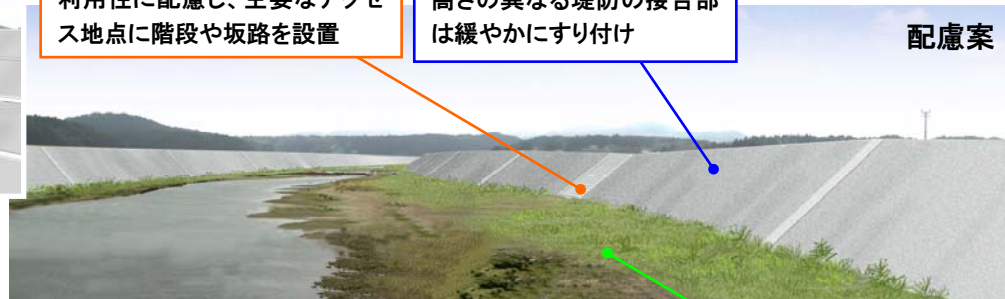 利用性に配慮し、主要なアクセ
ス地点に階段や坂路を設置
高さの異なる堤防の接合部
は緩やかにすり付け
配慮案